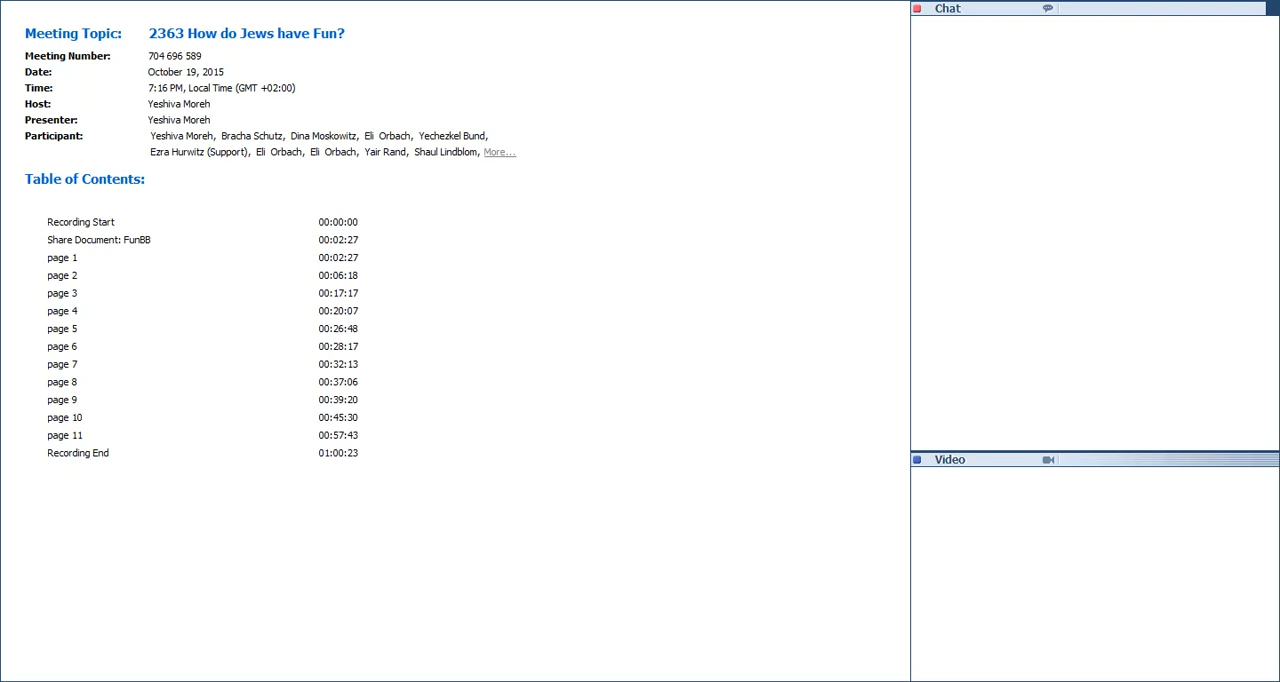 Meeting Topic: 2363 How do Jews have Fun?
Meeting Number: 704 696 589
Date: October 19, 2015
Time: 7:16 PM, Local Time (GMT +02:00)
Host: Yeshiva Moreh
Presenter: Yeshiva Moreh
Participant: Yeshiva Moreh, Bracha Schutz, Dina Moskowitz, Eli Orbach, Yechezkel Bund,
Ezra Hurwitz (Support), Eli Orbach, Eli Orbach, Yair Rand, Shaul Lindblom, More...
Table of Contents:
Recording Start 00:00:00
Share Document: FunBB 00:02:27
page 1 00:02:27
page 2 00:06:18
page 3 00:17:17
page 4 00:20:07
page 5 00:26:48
page 6 00:28:17
page 7 00:32:13
page 8 00:37:06
page 9 00:39:20
page 10 00:45:30
page 11 00:57:43
Recording End 01:00:23
Chat
Video